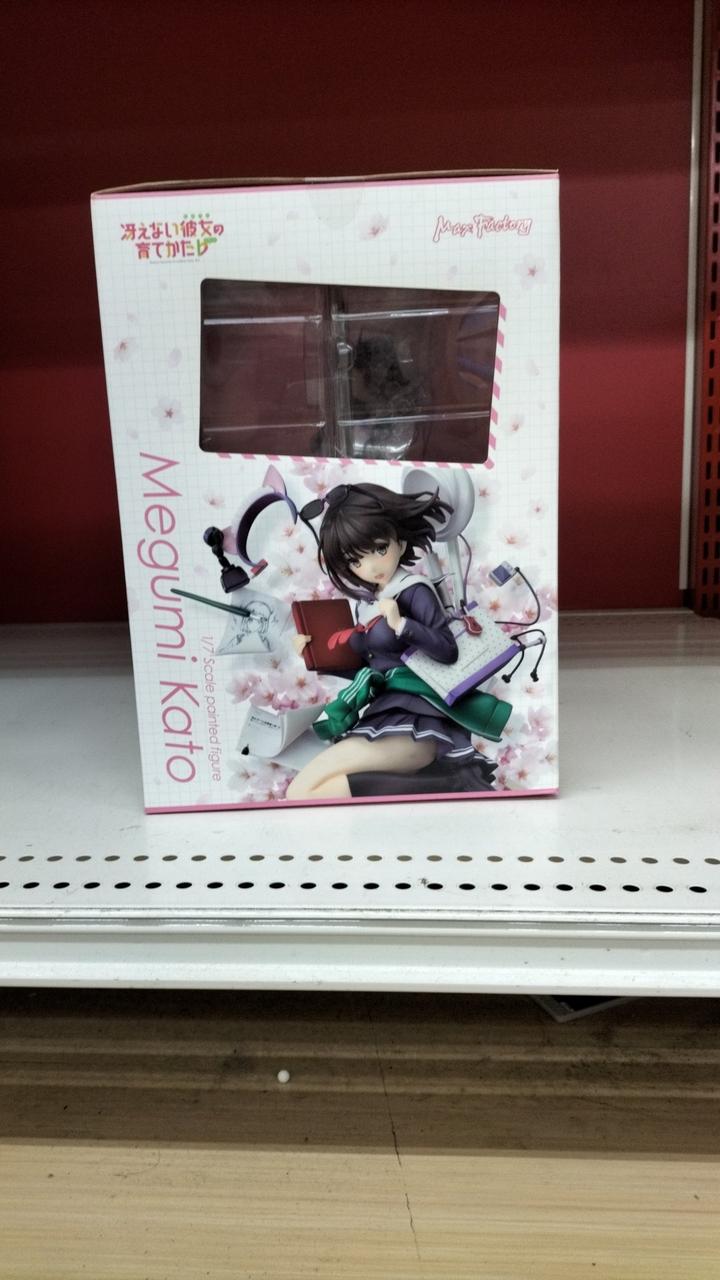 冴えない彼女の
育てかた♭
Max Factory
Megumi Kato
1/7 Scale painted figure